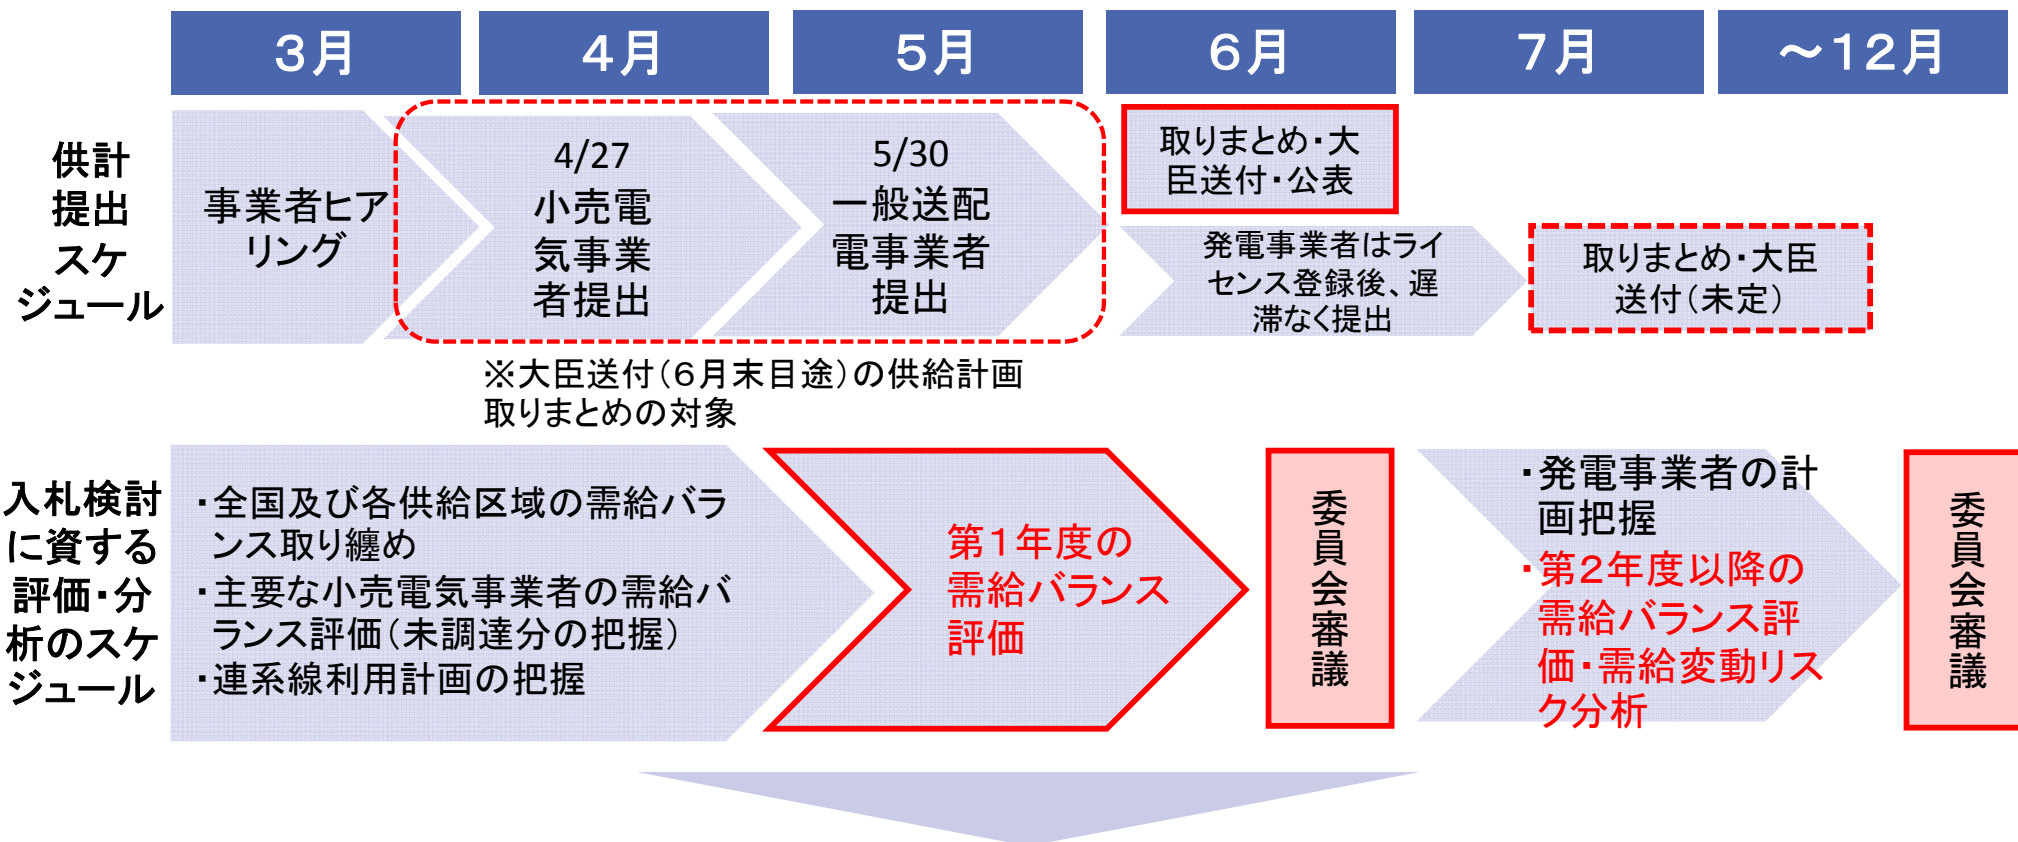 ３月
４月
５月
６月
７月
～１２月
供計
提出
スケ
ジュール
事業者ヒア
リング
4/27
小売電
気事業
者提出
5/30
一般送配
電事業者
提出
取りまとめ・大
臣送付・公表
発電事業者はライ
センス登録後、遅
滞なく提出
取りまとめ・大臣
送付（未定）
※大臣送付（６月末目途）の供給計画
取りまとめの対象
入札検討
に資する
評価・分
析のスケ
ジュール
・全国及び各供給区域の需給バラ
ンス取り纏め
・主要な小売電気事業者の需給バ
ランス評価（未調達分の把握）
・連系線利用計画の把握
第１年度の
需給バランス
評価
委員会審議
・発電事業者の計
画把握
・第２年度以降の
需給バランス評
価・需給変動リス
ク分析
委員会審議